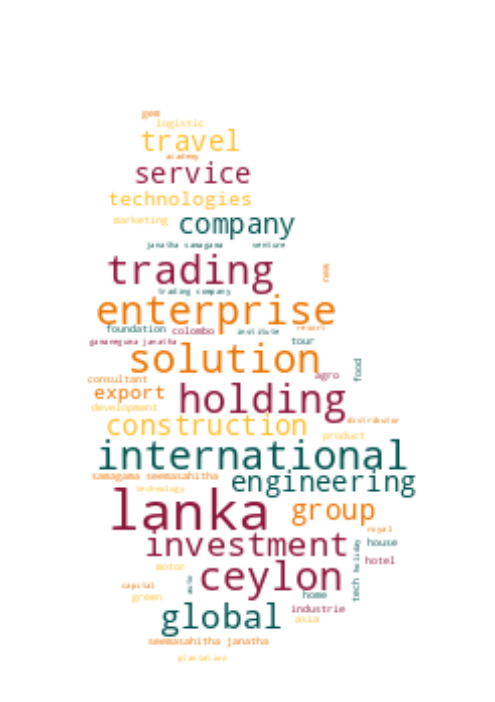 gem
logistic
travel
academy
service
technologies
marketing company
janatha samagama venture
trading new
trading company
enterprise
foundation colombo institute resort
gamameguma janatha tour
solution
consultant agro food
export holding
development
construction distributor
product
international
samagama seemasahitha engineering
technology
lanka group
royal
investment house
motor holiday hotel
ceylon tech
capital auto
green home
global industrie
asia
seemasahitha janatha
plantation